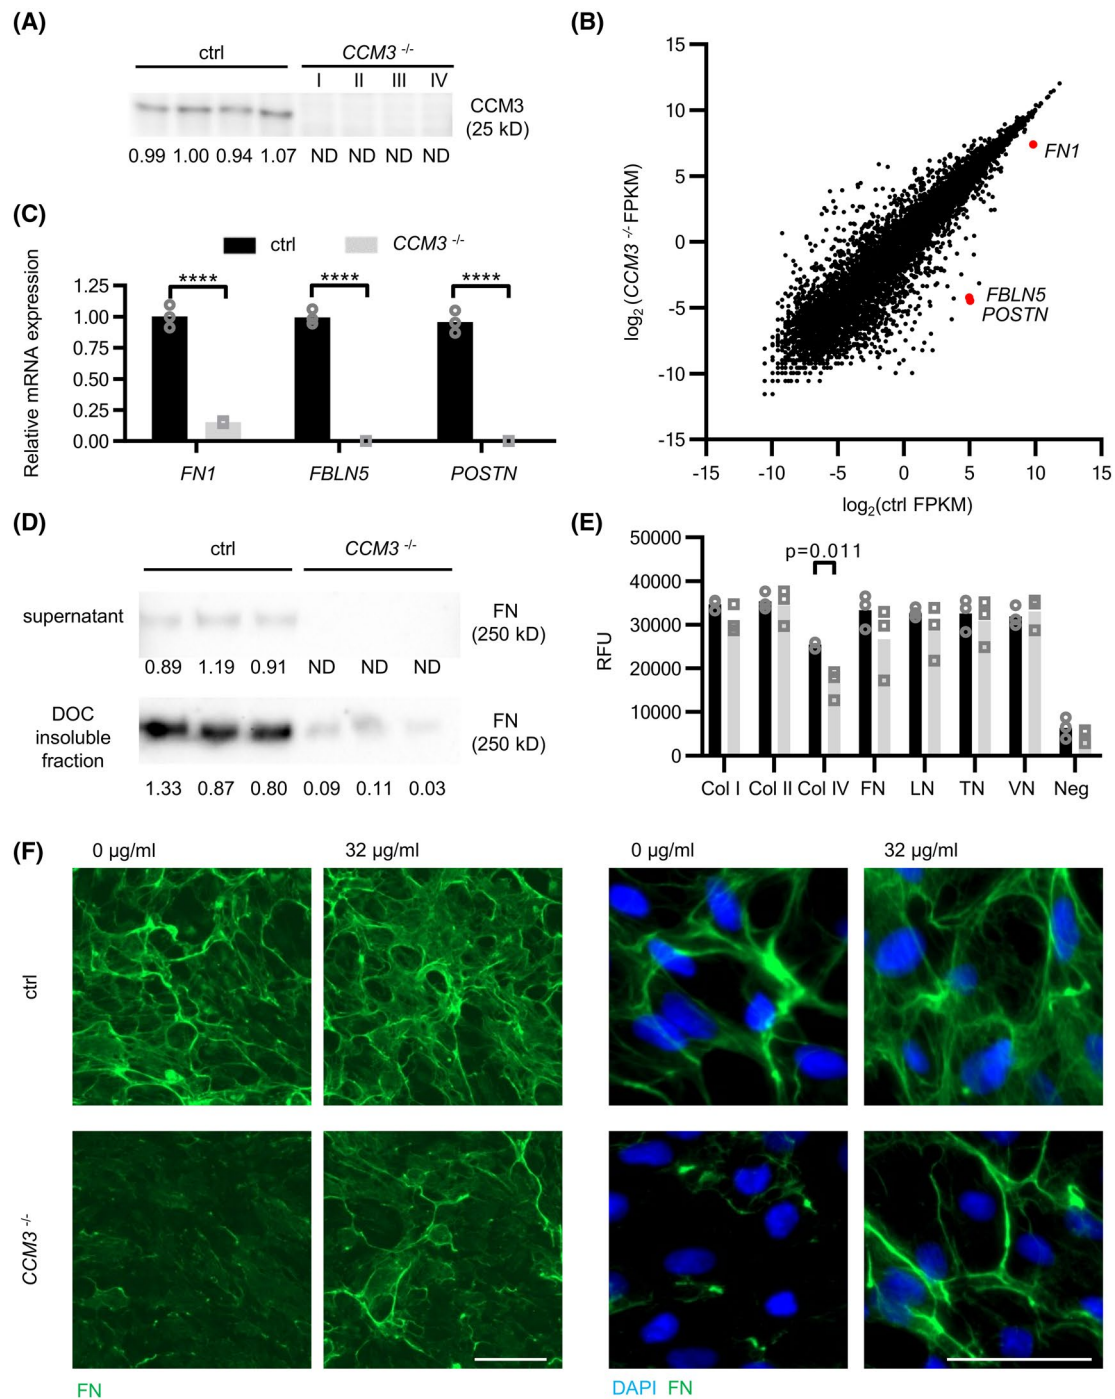 (A)
ctrl CCM3 -/-
I II III IV
CCM3
(25 kD)
0.99 1.00 0.94 1.07 ND ND ND ND
(B)
15
10
5
0
-5
-10
-15
-15 -10 -5 0 5 10 15
log2(CCM3 -/- FPKM)
log2(ctrl FPKM)
FN1
FBLN5
POSTN
(C)
ctrl CCM3 -/-
**** **** ****
1.25
1.00
0.75
0.50
0.25
0.00
Relative mRNA expression
FN1 FBLN5 POSTN
(D)
ctrl CCM3 -/-
supernatant
FN
(250 kD)
0.89 1.19 0.91 ND ND ND
DOC
insoluble
fraction
FN
(250 kD)
1.33 0.87 0.80 0.09 0.11 0.03
(E)
50000
40000
30000
20000
10000
0
RFU
p=0.011
Col I Col II Col IV FN LN TN VN Neg
(F)
0 µg/ml 32 µg/ml 0 µg/ml 32 µg/ml
ctrl
CCM3 -/-
FN
DAPI FN